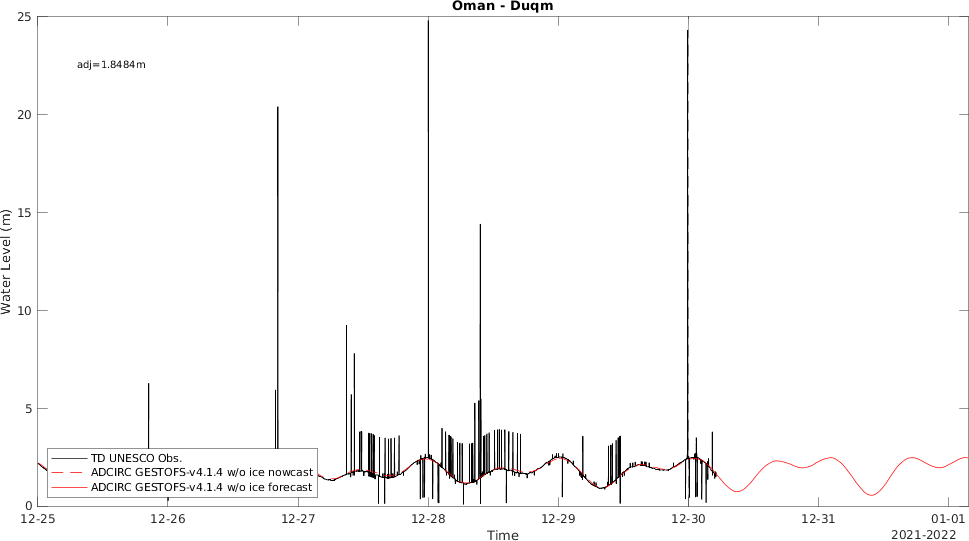 Oman - Duqm
adj=1.8484m
25
20
15
10
5
0
Water Level (m)
TD UNESCO Obs.
ADCIRC GESTOFS-v4.1.4 w/o ice nowcast
ADCIRC GESTOFS-v4.1.4 w/o ice forecast
12-25 12-26 12-27 12-28 12-29 12-30 12-31 01-01
Time
2021-2022